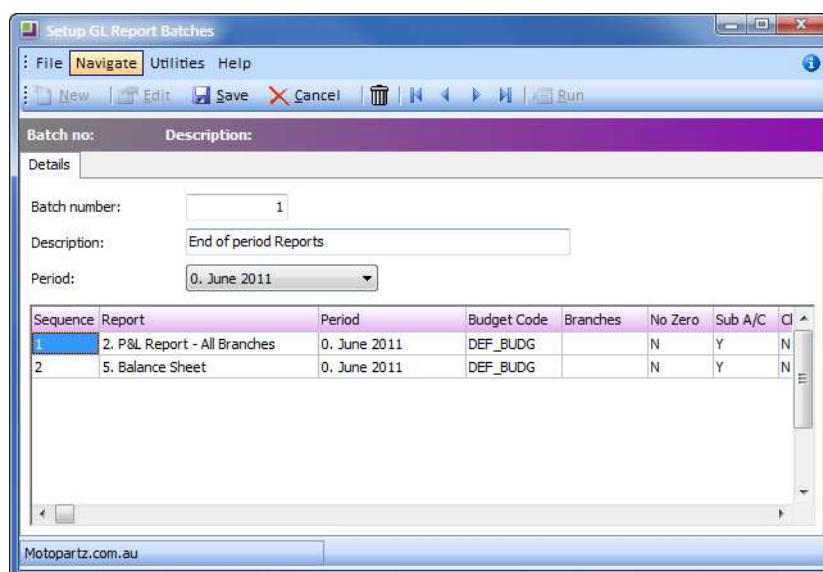 Setup GL Report Batches
File Navigate Utilities Help
New Edit Save Cancel Run
Batch no: Description:
Details
Batch number: 1
Description: End of period Reports
Period: 0. June 2011
Sequence Report Period Budget Code Branches No Zero Sub A/C Cl
1 2. P&L Report - All Branches 0. June 2011 DEF_BUDG N Y N
2 5. Balance Sheet 0. June 2011 DEF_BUDG N Y N
Motopartz.com.au